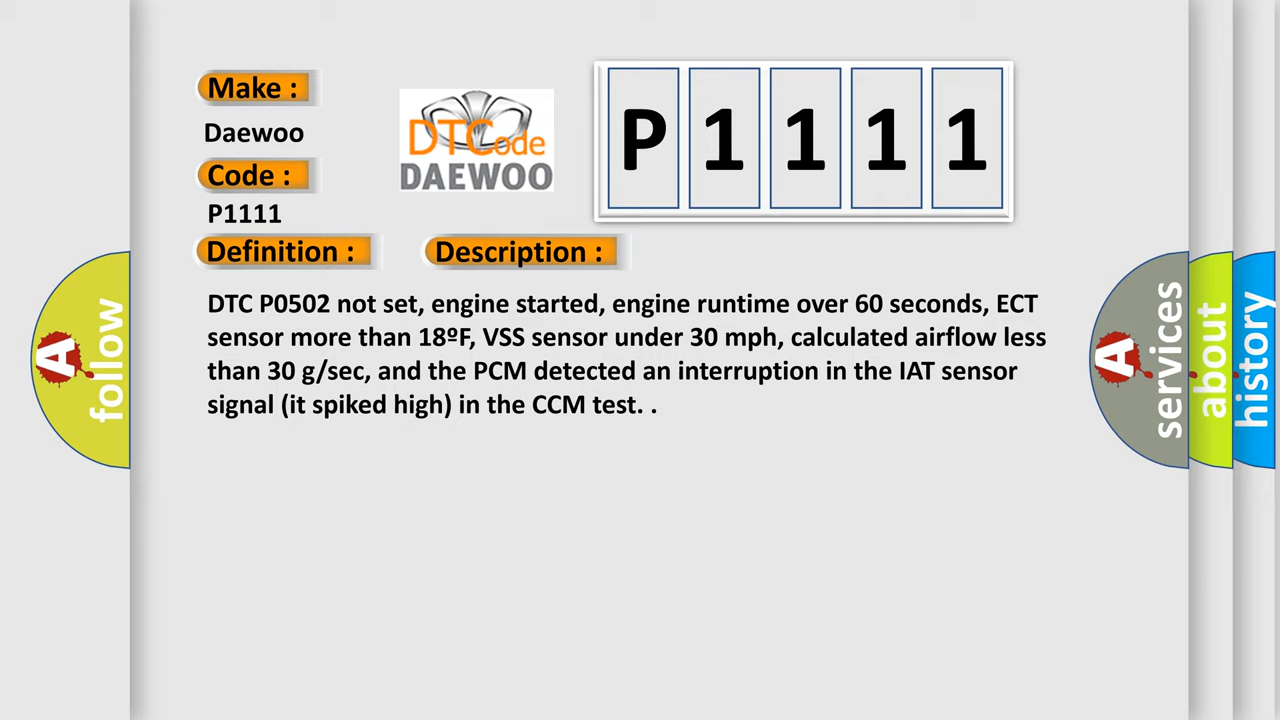 Make :
Daewoo
Code :
P1111
DTCode
DAEWOO
P 1 1 1 1
Definition :
Description :
DTC P0502 not set, engine started, engine runtime over 60 seconds, ECT
sensor more than 18ºF, VSS sensor under 30 mph, calculated airflow less
than 30 g/sec, and the PCM detected an interruption in the IAT sensor
signal (it spiked high) in the CCM test. .
A follow
A services
about
history